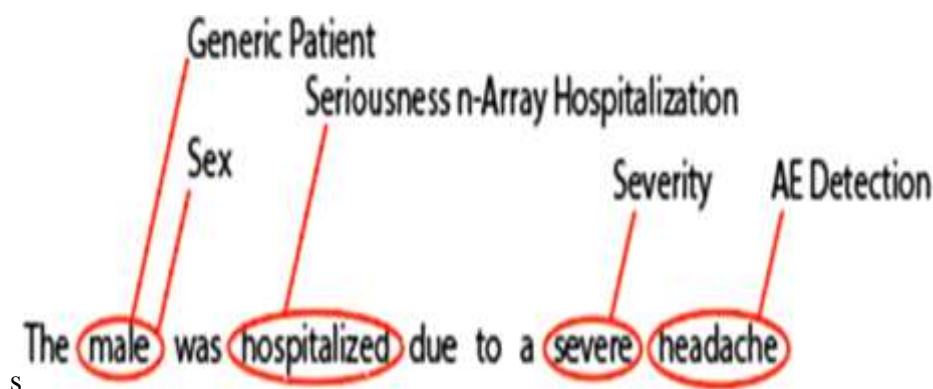 Generic Patient
Seriousness n-Array Hospitalization
Sex
Severity AE Detection
The male was hospitalized due to a severe headache
s